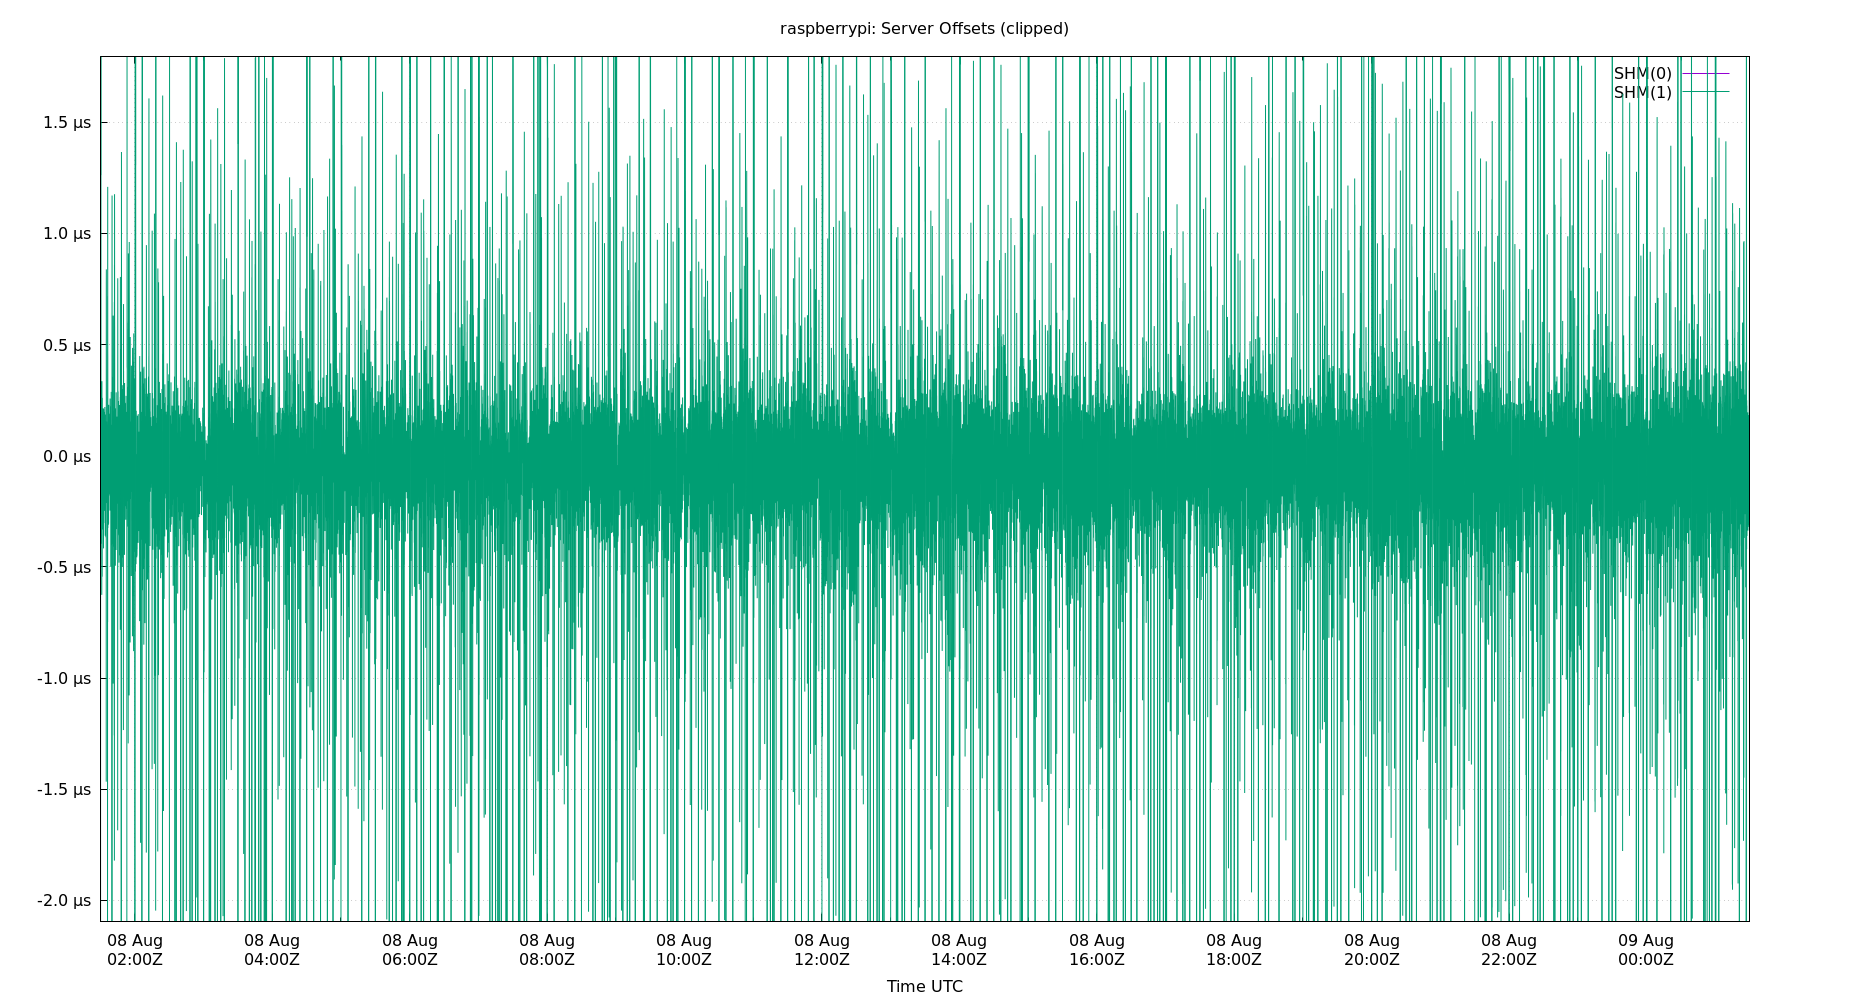 raspberrypi: Server Offsets (clipped)
SHM(0)
SHM(1)
1.5 µs
1.0 µs
0.5 µs
0.0 µs
-0.5 µs
-1.0 µs
-1.5 µs
-2.0 µs
08 Aug 08 Aug 08 Aug 08 Aug 08 Aug 08 Aug 08 Aug 08 Aug 08 Aug 08 Aug 08 Aug 09 Aug
02:00Z 04:00Z 06:00Z 08:00Z 10:00Z 12:00Z 14:00Z 16:00Z 18:00Z 20:00Z 22:00Z 00:00Z
Time UTC